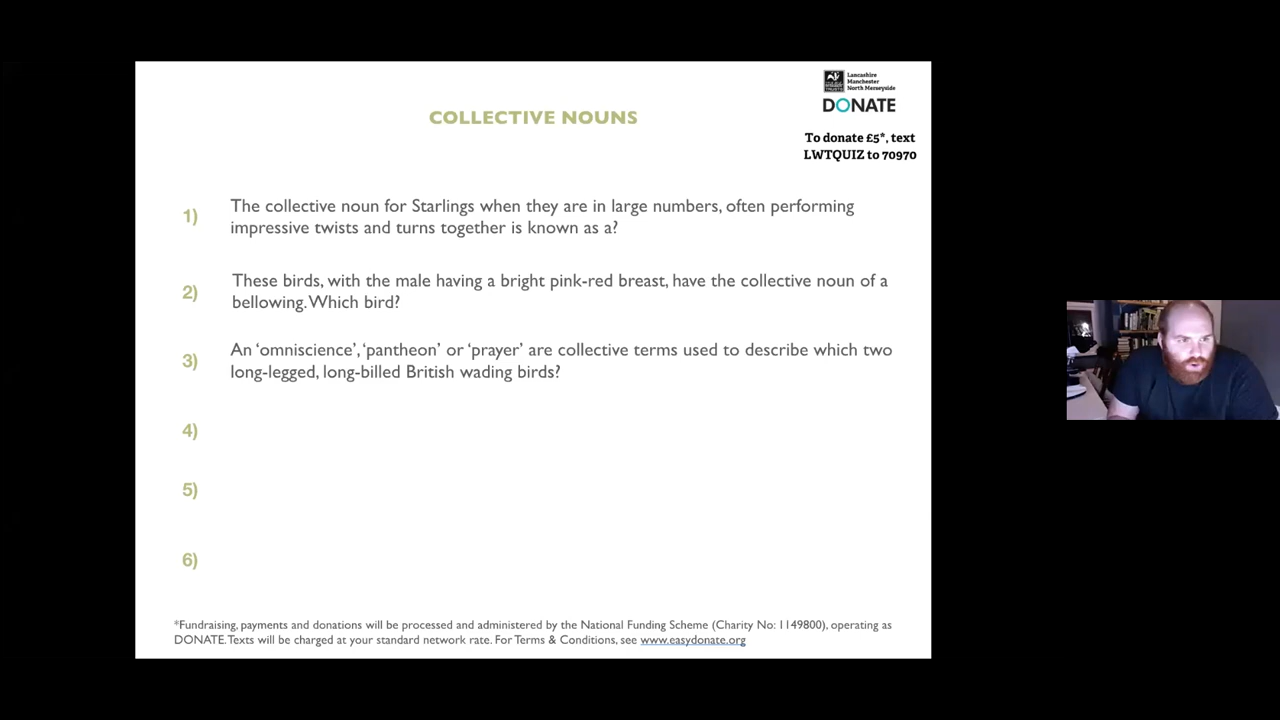 Lancashire
Manchester
North Merseyside
DONATE
To donate £5*, text
LWTQUIZ to 70970
COLLECTIVE NOUNS
1) The collective noun for Starlings when they are in large numbers, often performing
impressive twists and turns together is known as a?
2) These birds, with the male having a bright pink-red breast, have the collective noun of a
bellowing. Which bird?
3) An ‘omniscience’, ‘pantheon’ or ‘prayer’ are collective terms used to describe which two
long-legged, long-billed British wading birds?
4)
5)
6)
*Fundraising, payments and donations will be processed and administered by the National Funding Scheme (Charity No: 1149800), operating as
DONATE. Texts will be charged at your standard network rate. For Terms & Conditions, see www.easydonate.org